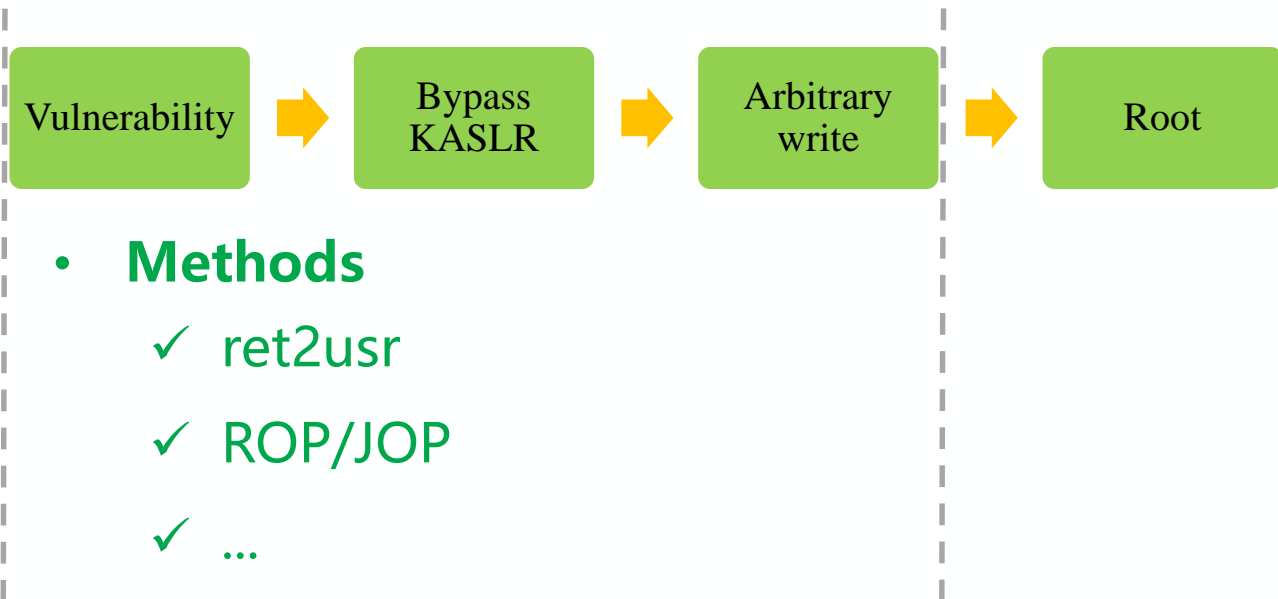 Vulnerability
Bypass
KASLR
Arbitrary
write
Root
• Methods
✓ ret2usr
✓ ROP/JOP
✓ ...